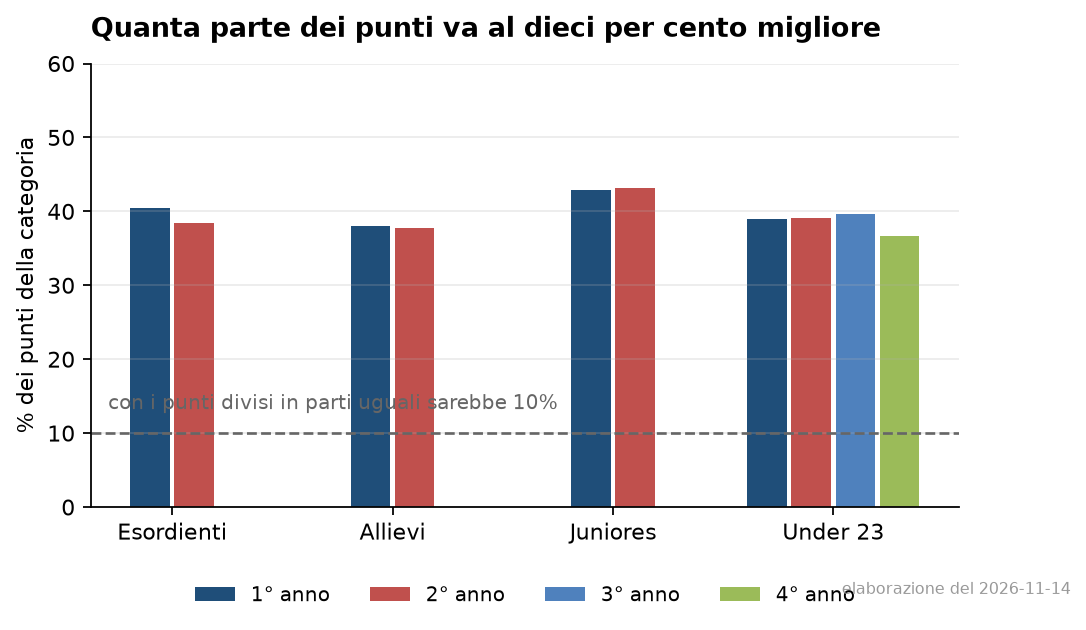 Quanta parte dei punti va al dieci per cento migliore
% dei punti della categoria
60
50
40
30
20
10
0
con i punti divisi in parti uguali sarebbe 10%
Esordienti
Allievi
Juniores
Under 23
1° anno
2° anno
3° anno
4° anno
elaborazione del 2026-11-14